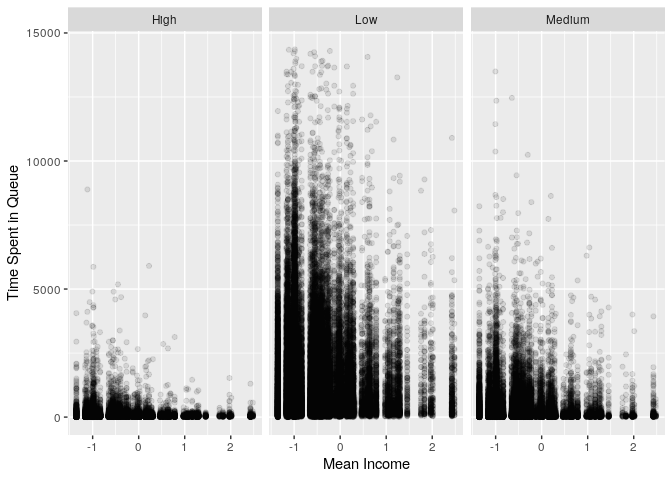 High Low Medium
15000
10000
5000
0
Time Spent in Queue
-1 0 1 2 -1 0 1 2 -1 0 1 2
Mean Income